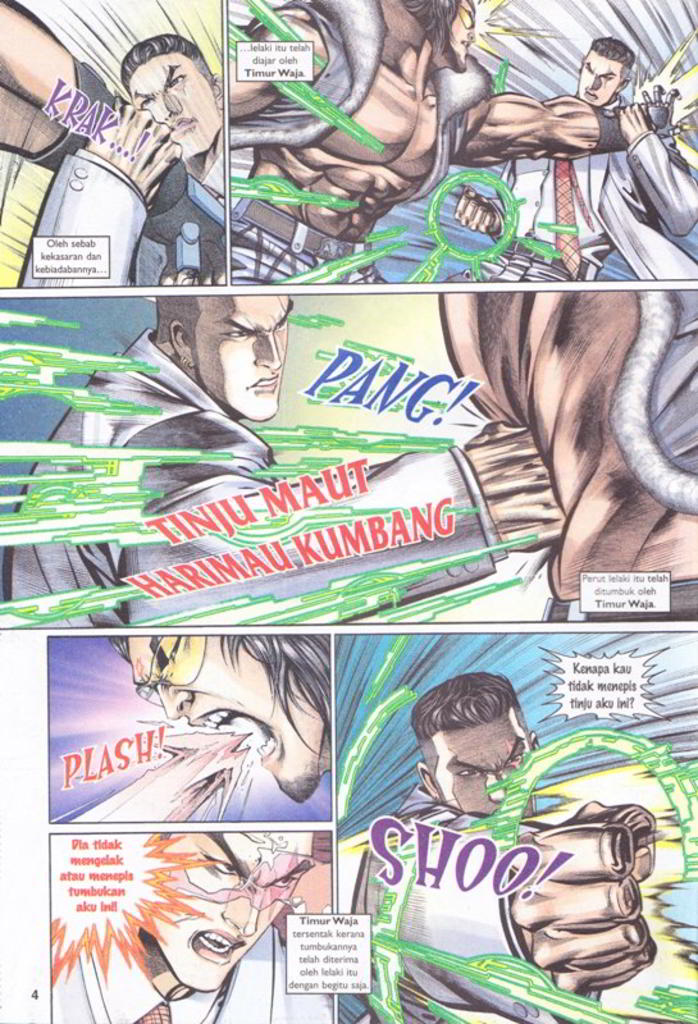 KRAK....!
Oleh sebab
kekasaran dan
kebiadabannya...
...lelaki itu telah
diajar oleh
Timur Waja.
PANG!
TINJU MAUT
HARIMAU KUMBANG
Perut lelaki itu telah
ditumbuk oleh
Timur Waja.
PLASH!
Kenapa kau
tidak menepis
tinju aku ini?
SHOO!
Dia tidak
mengelak
atau menepis
tumbukan
aku ini!
Timur Waja
tersentak kerana
tumbukannya
telah diterima
oleh lelaki itu
dengan begitu saja.
4